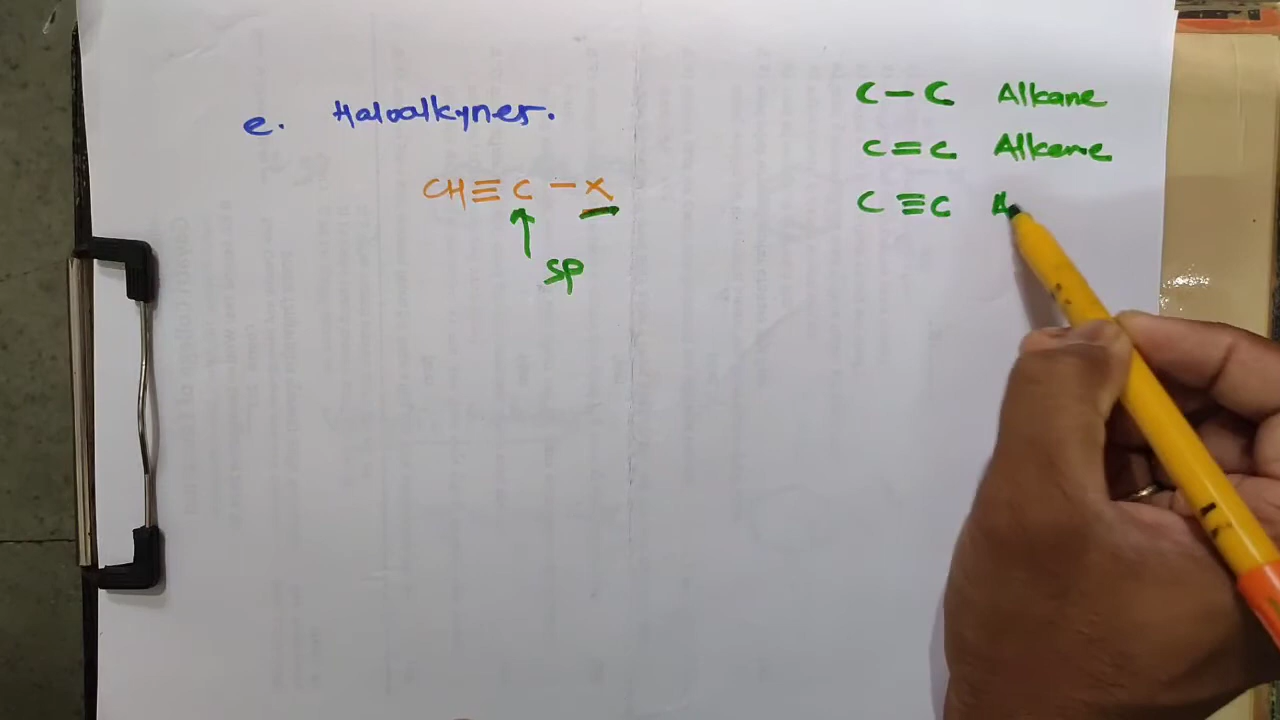 e. Haloalkynes.
CH≡C-X
SP
C-C Alkane
C=C Alkene
C≡C A